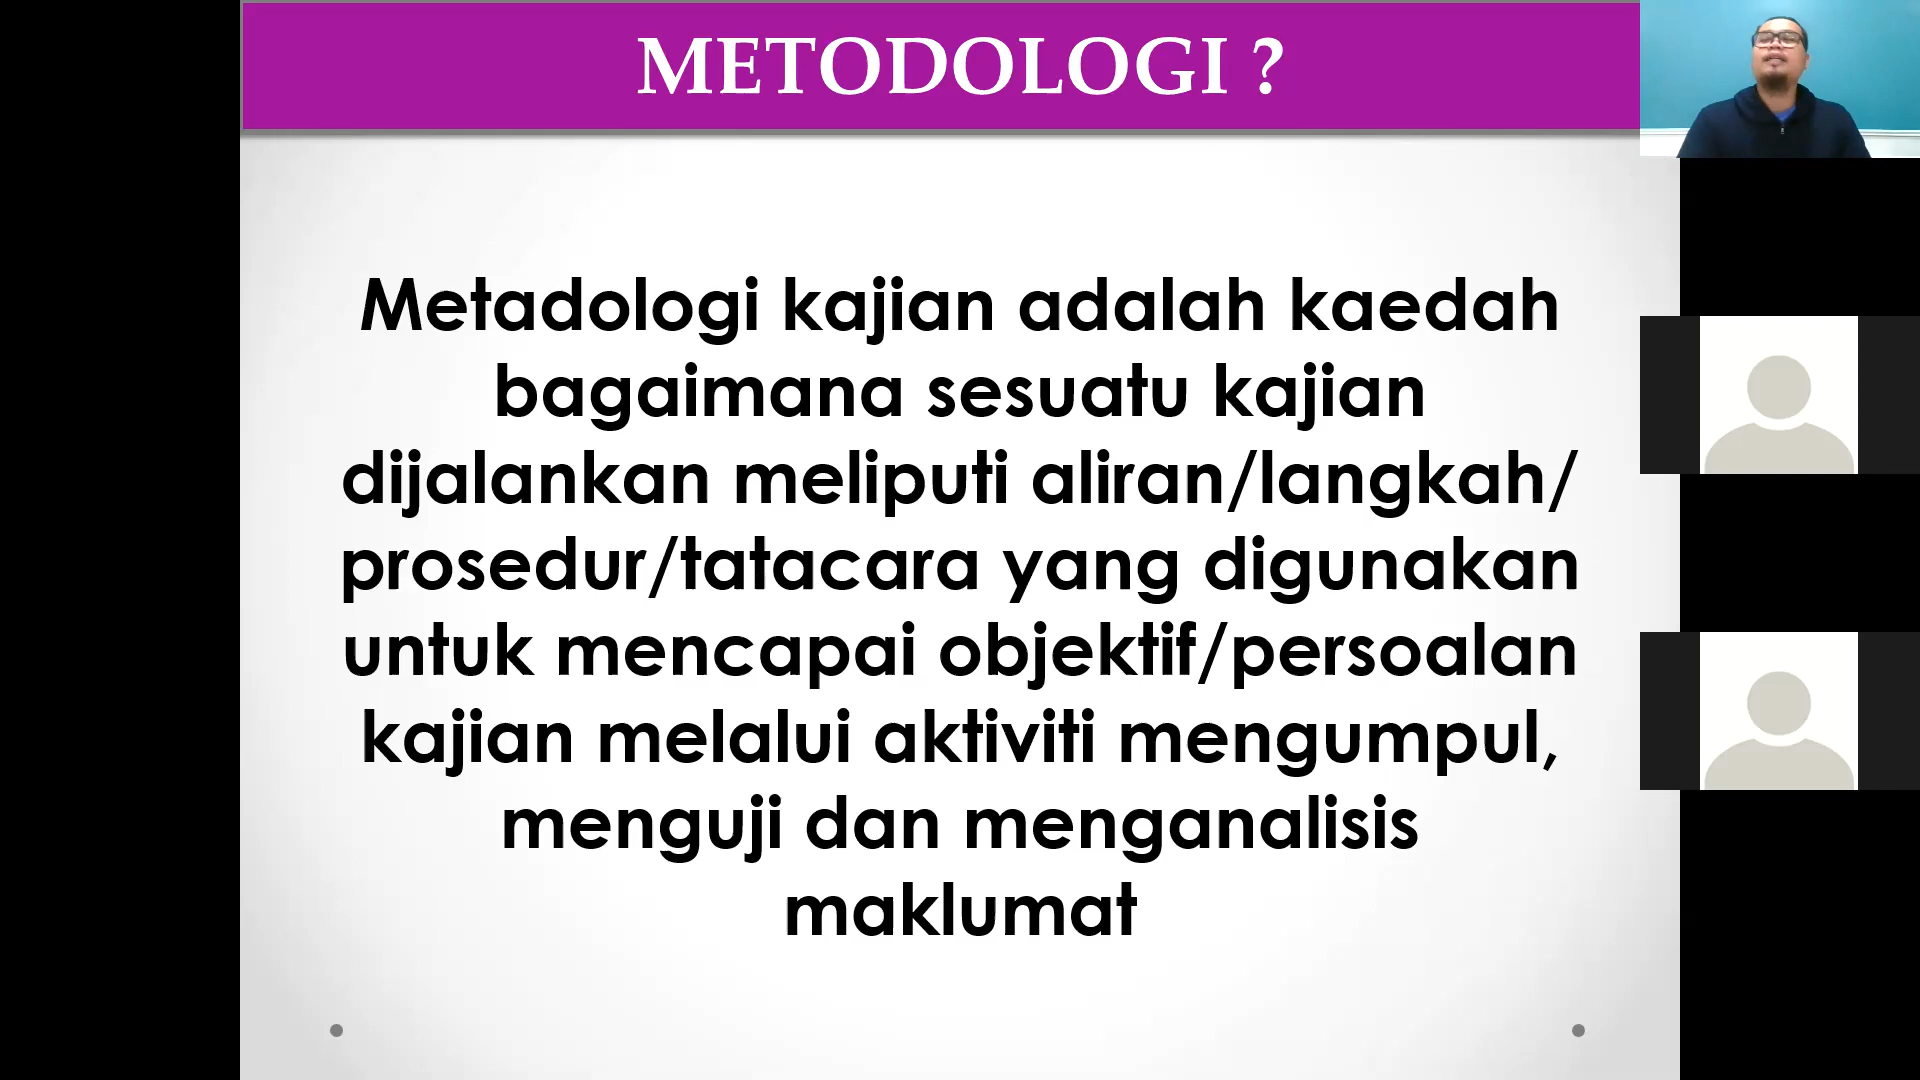 METODOLOGI ?
Metadologi kajian adalah kaedah
bagaimana sesuatu kajian
dijalankan meliputi aliran/langkah/
prosedur/tatacara yang digunakan
untuk mencapai objektif/persoalan
kajian melalui aktiviti mengumpul,
menguji dan menganalisis
maklumat